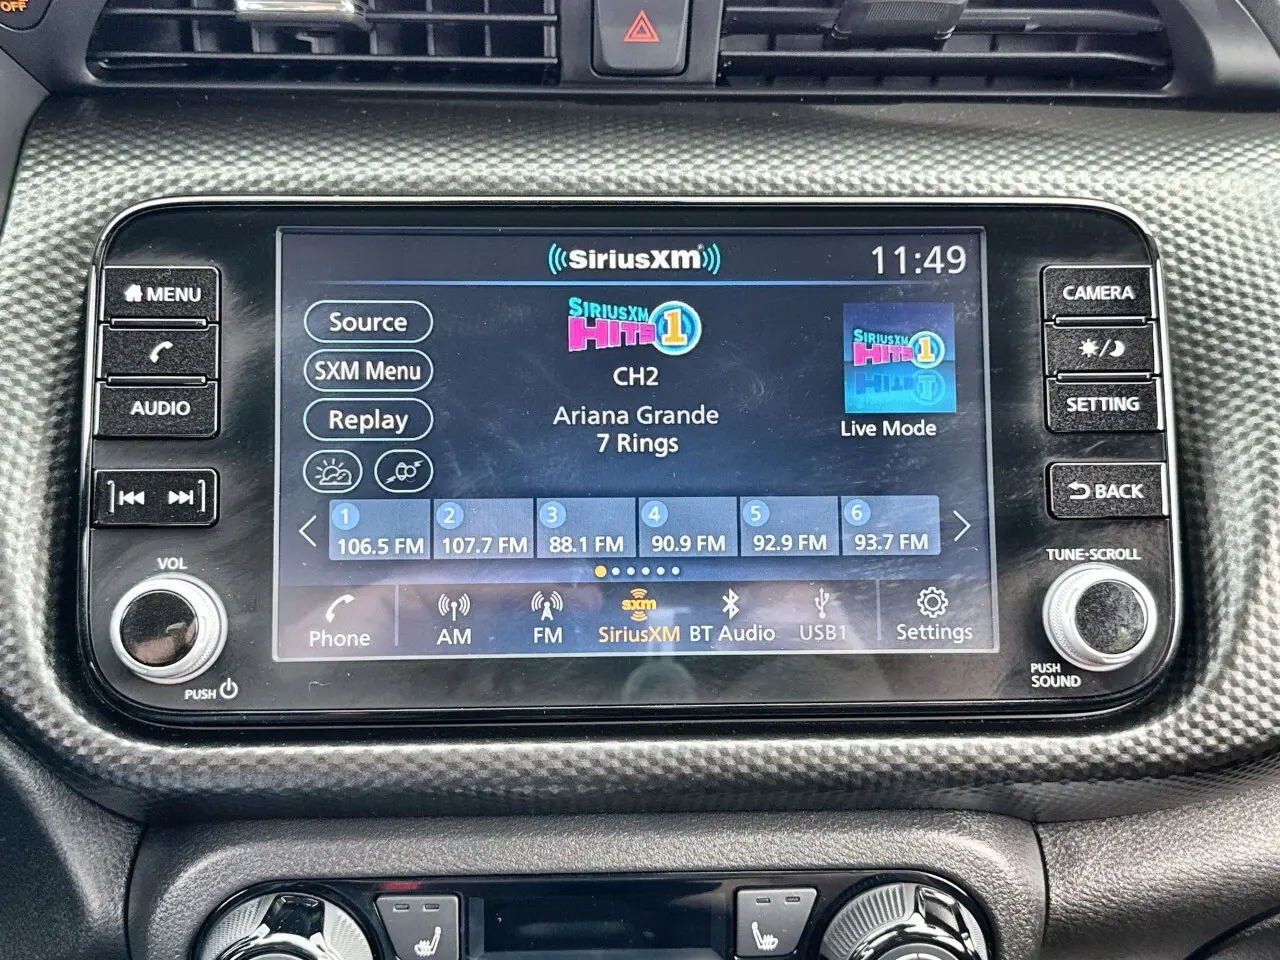 OFF
SiriusXM
11:49
MENU
AUDIO
VOL
PUSH
Source
SXM Menu
Replay
SIRIUSXM
HITS 1
CH2
Ariana Grande
7 Rings
SIRIUSXM
HITS 1
Live Mode
1
106.5 FM
2
107.7 FM
3
88.1 FM
4
90.9 FM
5
92.9 FM
6
93.7 FM
Phone
AM
FM
sxm
SiriusXM
BT Audio
USB1
Settings
CAMERA
SETTING
BACK
TUNE·SCROLL
PUSH
SOUND